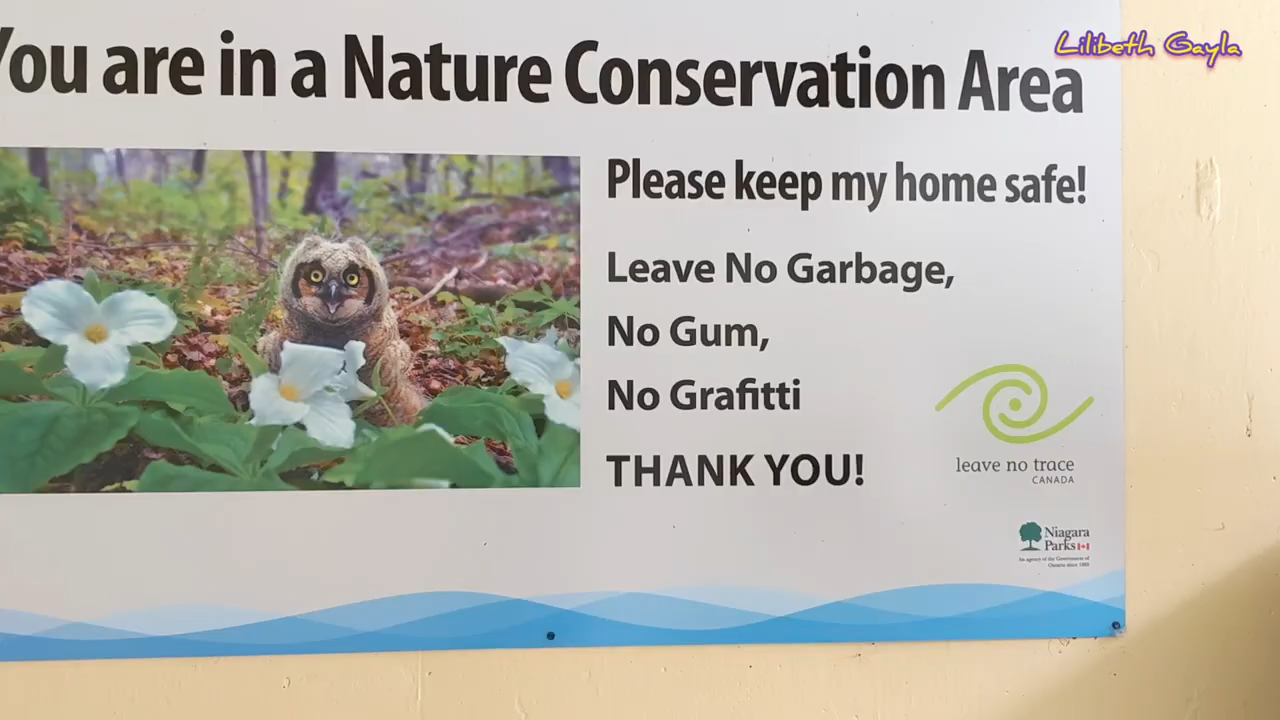 You are in a Nature Conservation Area
Lilibeth Gayla
Please keep my home safe!
Leave No Garbage,
No Gum,
No Grafitti
THANK YOU!
leave no trace
CANADA
Niagara
Parks
An agency of the Government of
Ontario since 1885